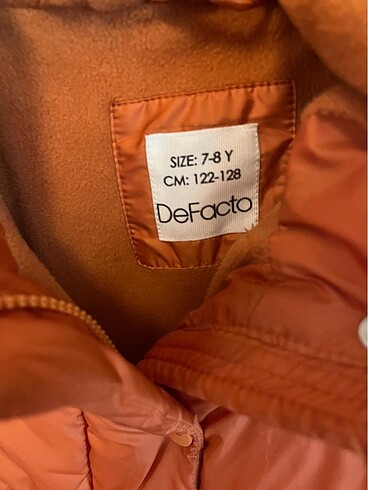 SIZE: 7-8 Y
CM: 122-128
DeFacto